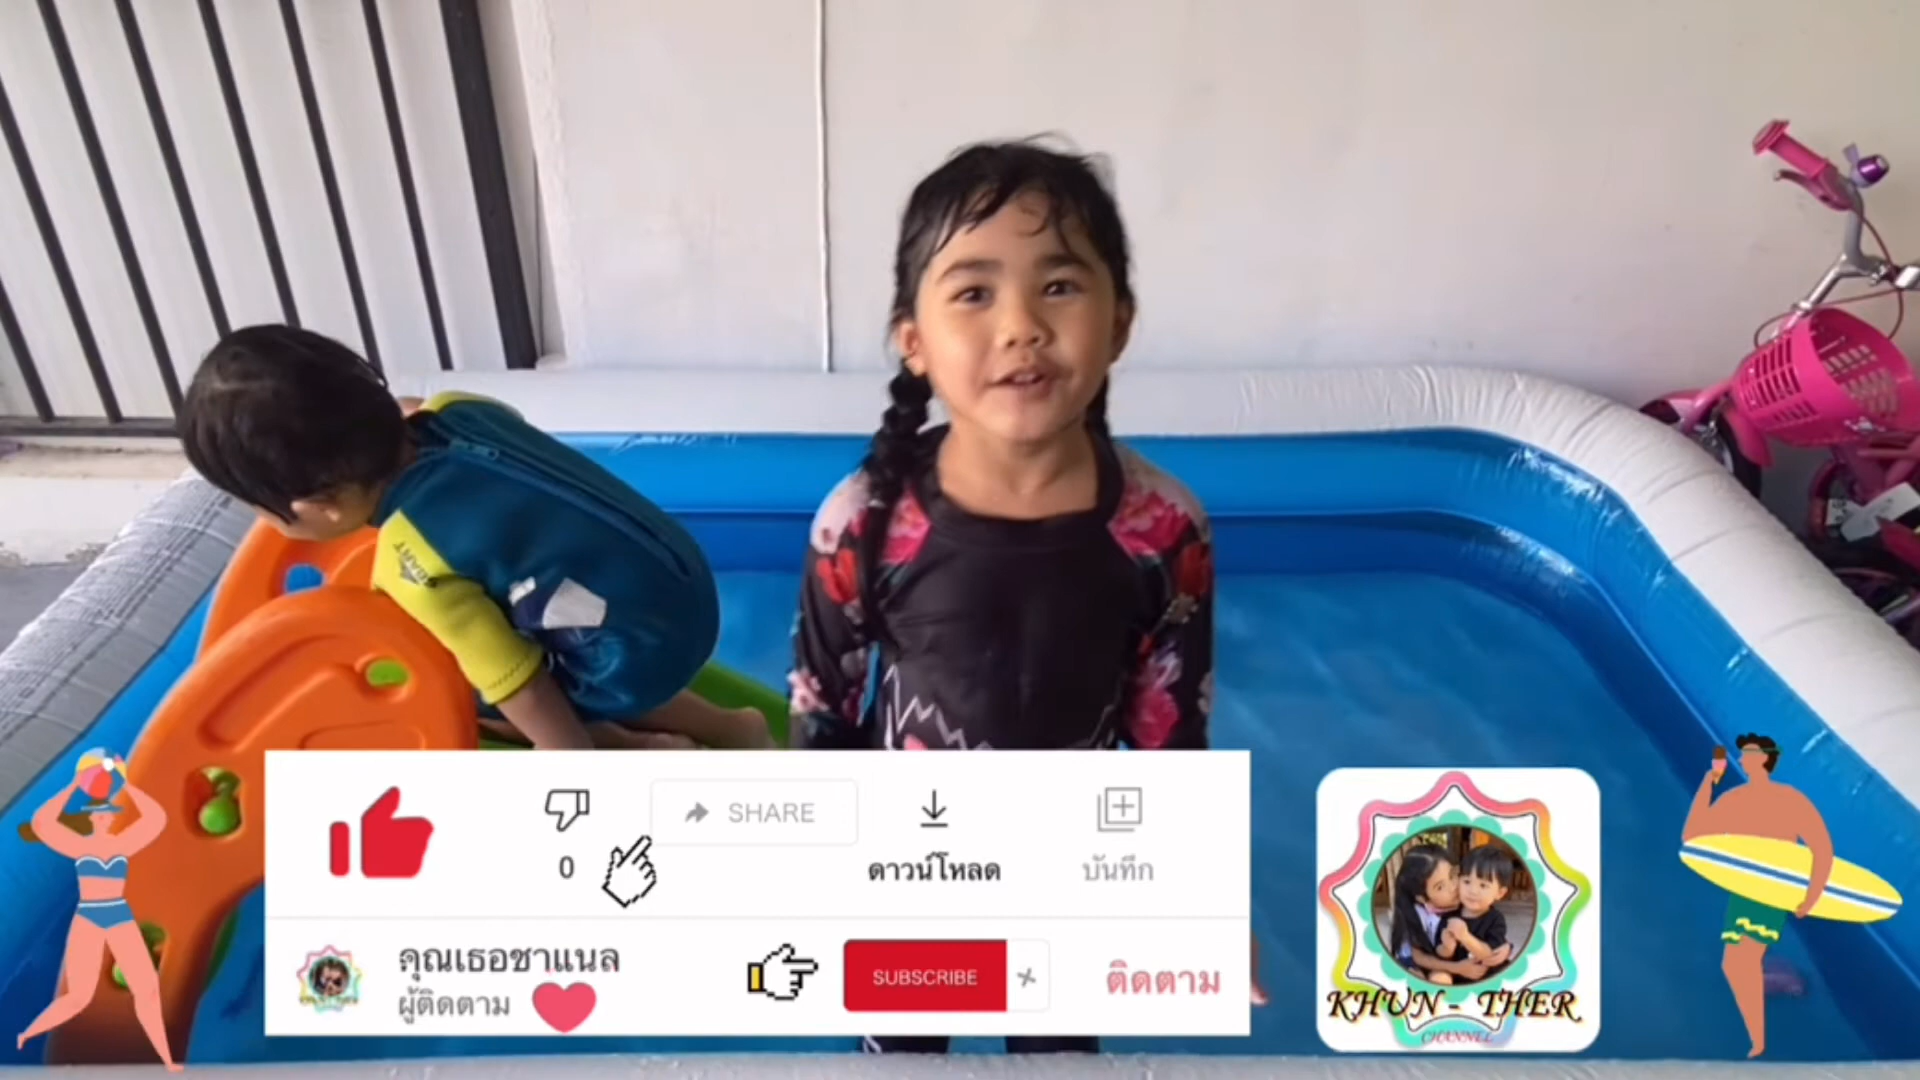 SHARE
0
ดาวน์โหลด
บันทึก
คุณเธอชาแนล
ผู้ติดตาม
SUBSCRIBE
ติดตาม
KHUN - THER
CHANNEL